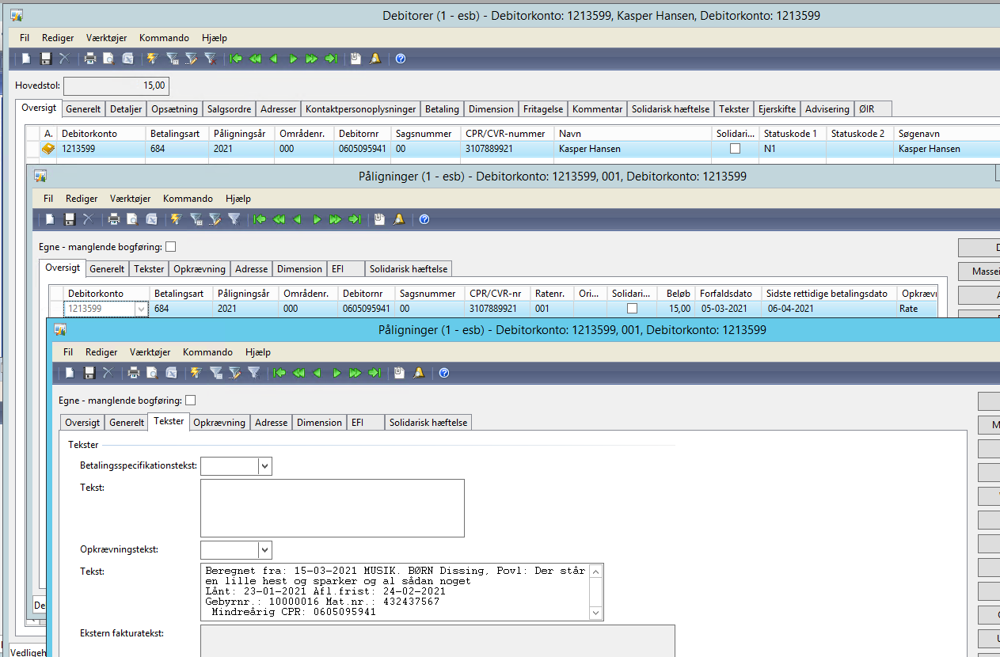 Debitorer (1 - esb) - Debitorkonto: 1213599, Kasper Hansen, Debitorkonto: 1213599
Fil Rediger Værktøjer Kommando Hjælp
Hovedstol: 15,00
Oversigt Generelt Detaljer Opsætning Salgsordre Adresser Kontaktpersonoplysninger Betaling Dimension Fritagelse Kommentar Solidarisk hæftelse Tekster Ejerskifte Advisering ØIR
A. Debitorkonto Betalingsart Påligningsår Områdenr. Debitornr Sagsnummer CPR/CVR-nummer Navn Solidari... Statuskode 1 Statuskode 2 Søgenavn
1213599 684 2021 000 0605095941 00 3107889921 Kasper Hansen N1 Kasper Hansen
Påligninger (1 - esb) - Debitorkonto: 1213599, 001, Debitorkonto: 1213599
Fil Rediger Værktøjer Kommando Hjælp
Egne - manglende bogføring:
D
Oversigt Generelt Tekster Opkrævning Adresse Dimension EFI Solidarisk hæftelse
Massei
Debitorkonto Betalingsart Påligningsår Områdenr. Debitornr Sagsnummer CPR/CVR-nr Ratenr. Ori... Solidari... Beløb Forfaldsdato Sidste rettidige betalingsdato Opkrævn
1213599 684 2021 000 0605095941 00 3107889921 001 15,00 05-03-2021 06-04-2021 Rate
Påligninger (1 - esb) - Debitorkonto: 1213599, 001, Debitorkonto: 1213599
Fil Rediger Værktøjer Kommando Hjælp
Egne - manglende bogføring:
Oversigt Generelt Tekster Opkrævning Adresse Dimension EFI Solidarisk hæftelse
M
Tekster
Betalingsspecifikationstekst:
Tekst:
Opkrævningstekst:
Tekst:
Beregnet fra: 15-03-2021 MUSIK. BØRN Dissing, Povl: Der står
en lille hest og sparker og al sådan noget
Lånt: 23-01-2021 Afl.frist: 24-02-2021
Gebyrnr.: 10000016 Mat.nr.: 432437567
Mindreårig CPR: 0605095941
De
Ekstern fakturatekst:
Vedligeh